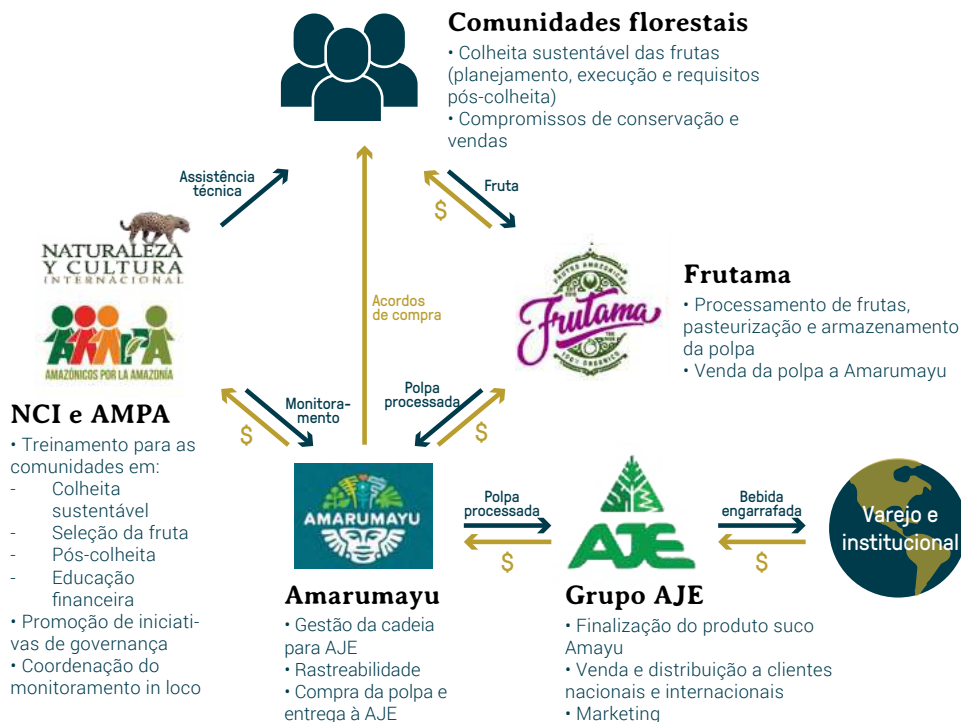 Comunidades florestais
• Colheita sustentável das frutas
(planejamento, execução e requisitos
pós-colheita)
• Compromissos de conservação e
vendas
Assistência
técnica
$
Fruta
NATURALEZA
Y CULTURA
INTERNACIONAL
AMPA
AMAZÓNICOS POR LA AMAZONÍA
Acordos
de compra
FRUTAS AMAZÓNICAS
Frutama
100% ORGÁNICO
Frutama
• Processamento de frutas,
pasteurização e armazenamento
da polpa
• Venda da polpa a Amarumayu
NCI e AMPA
• Treinamento para as
comunidades em:
- Colheita
sustentável
- Seleção da fruta
- Pós-colheita
- Educação
financeira
• Promoção de iniciati-
vas de governança
• Coordenação do
monitoramento in loco
$
Monitora-
mento
Polpa
processada
$
AMARUMAYU
Amarumayu
• Gestão da cadeia
para AJE
• Rastreabilidade
• Compra da polpa e
entrega à AJE
Polpa
processada
$
AJE
Grupo AJE
• Finalização do produto suco
Amayu
• Venda e distribuição a clientes
nacionais e internacionais
• Marketing
Bebida
engarrafada
$
Varejo e
institucional